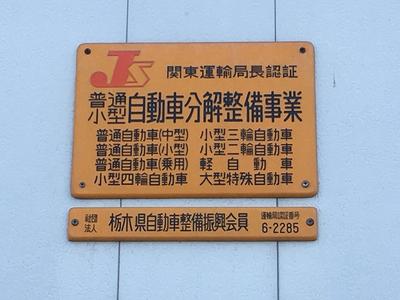 JS 関東運輸局長認証
普通小型 自動車分解整備事業
普通自動車(中型) 小型三輪自動車
普通自動車(小型) 小型二輪自動車
普通自動車(乗用) 軽自動車
小型四輪自動車 大型特殊自動車
社団法人 栃木県自動車整備振興会員 運輸局認証番号 6-2285